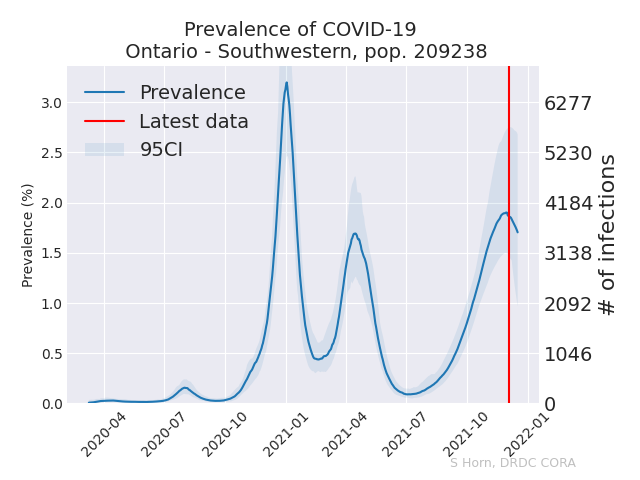 Prevalence of COVID-19
Ontario - Southwestern, pop. 209238
Prevalence
Latest data
95CI
Prevalence (%)
3.0
2.5
2.0
1.5
1.0
0.5
0.0
6277
5230
4184
3138
2092
1046
0
# of infections
2020-04
2020-07
2020-10
2021-01
2021-04
2021-07
2021-10
2022-01
S Horn, DRDC CORA